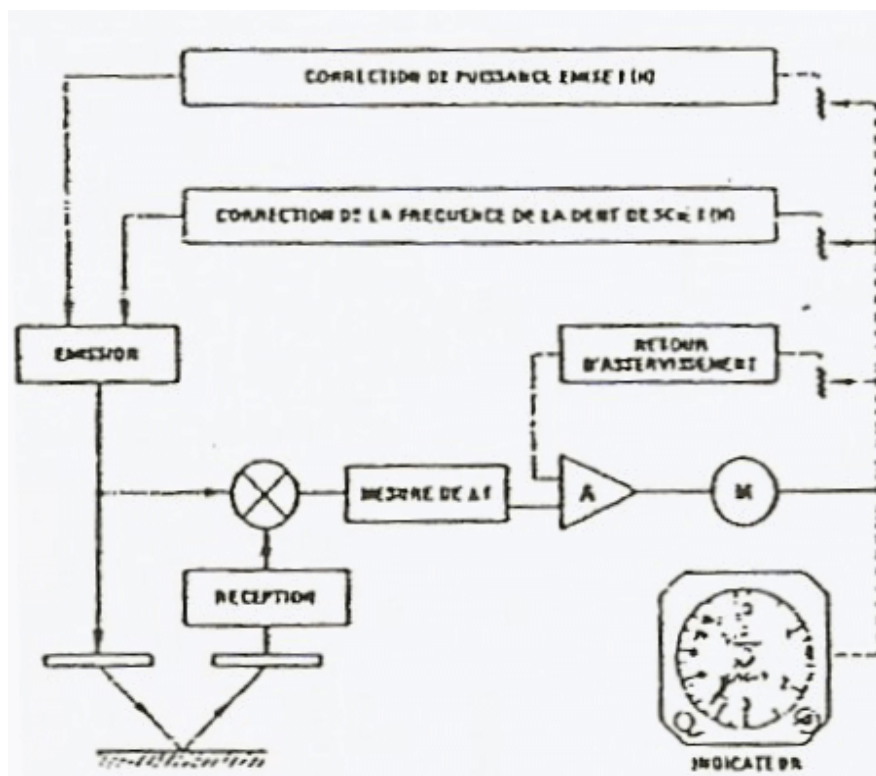 CORRECTION DE PUISSANCE EMISE F(H)
CORRECTION DE LA FREQUENCE DE LA DENT DE SCIE F(H)
EMISSION
RETOUR
D'ASSERVISSEMENT
MESURE DE ΔF
A
M
RECEPTION
INDICATEUR